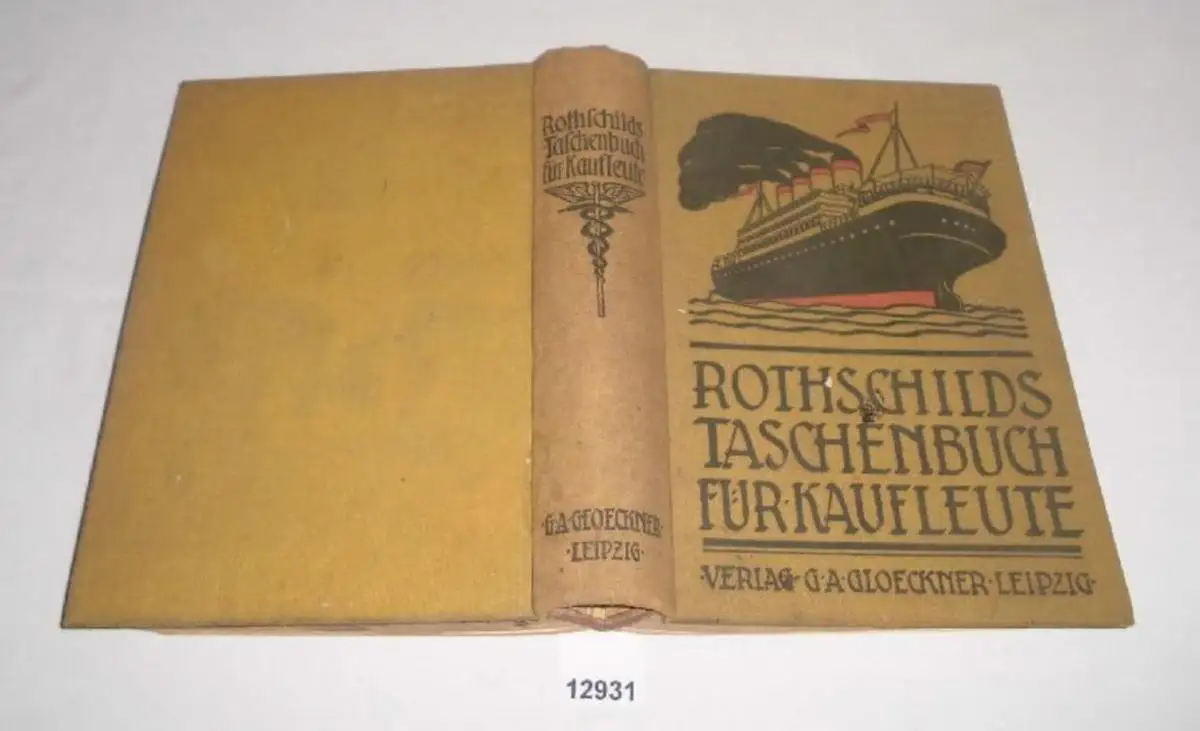 Rothschilds
Taschenbuch
für Kaufleute
·G·A·GLOECKNER·
·LEIPZIG·
ROTHSCHILDS
TASCHENBUCH
FÜR·KAUFLEUTE
·VERLAG·G·A·GLOECKNER·LEIPZIG·
12931